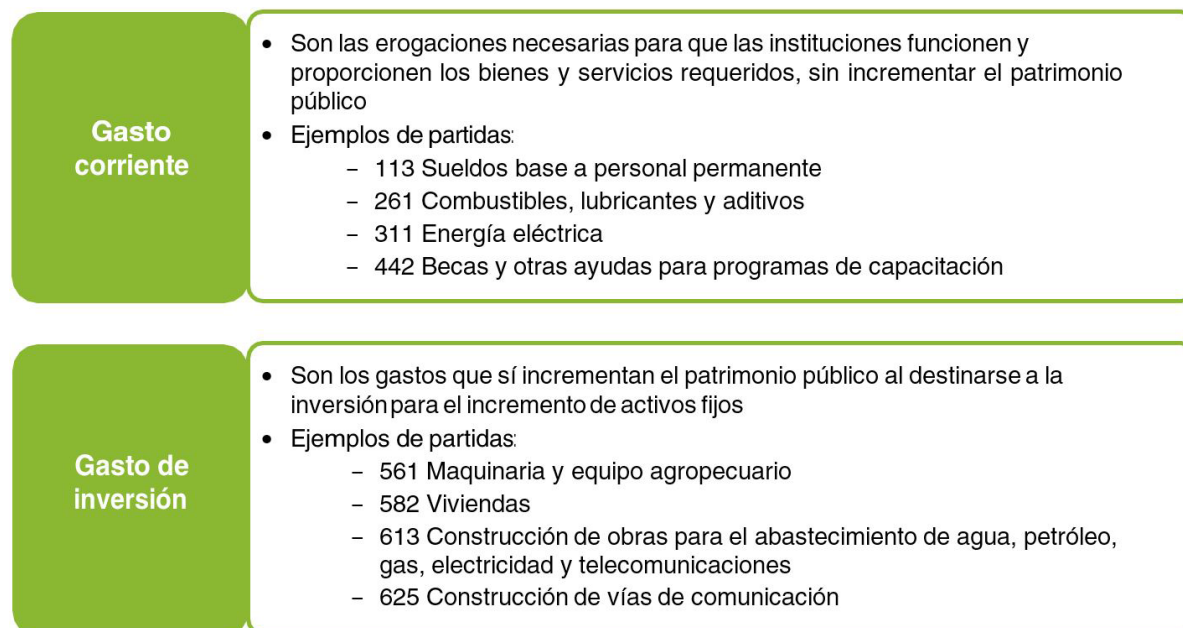 Gasto
corriente
• Son las erogaciones necesarias para que las instituciones funcionen y
proporcionen los bienes y servicios requeridos, sin incrementar el patrimonio
público
• Ejemplos de partidas:
– 113 Sueldos base a personal permanente
– 261 Combustibles, lubricantes y aditivos
– 311 Energía eléctrica
– 442 Becas y otras ayudas para programas de capacitación
Gasto de
inversión
• Son los gastos que sí incrementan el patrimonio público al destinarse a la
inversión para el incremento de activos fijos
• Ejemplos de partidas:
– 561 Maquinaria y equipo agropecuario
– 582 Viviendas
– 613 Construcción de obras para el abastecimiento de agua, petróleo,
gas, electricidad y telecomunicaciones
– 625 Construcción de vías de comunicación